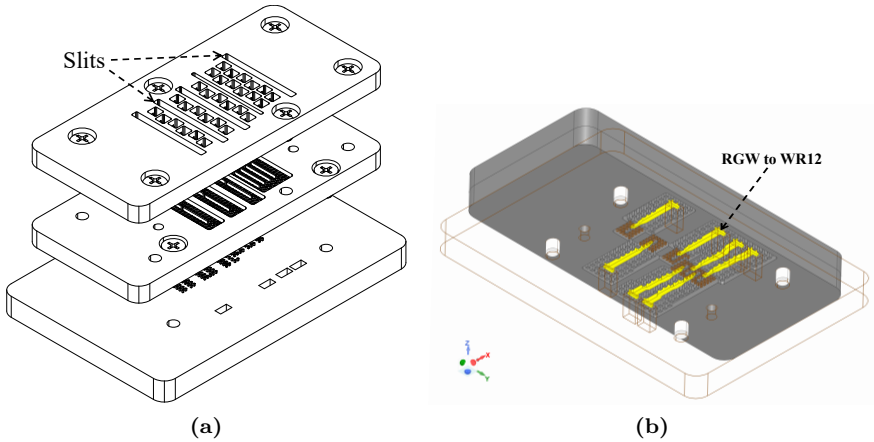 Slits
RGW to WR12
Z
X
Y
(a)
(b)